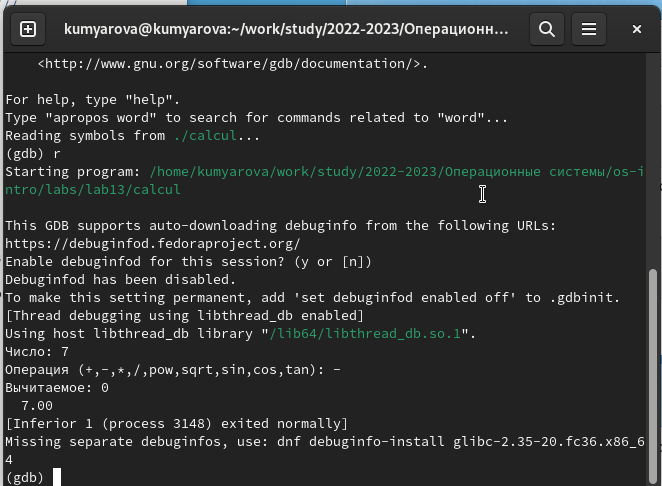 kumyarova@kumyarova:~/work/study/2022-2023/Операционн...
<http://www.gnu.org/software/gdb/documentation/>.
For help, type "help".
Type "apropos word" to search for commands related to "word"...
Reading symbols from ./calcul...
(gdb) r
Starting program: /home/kumyarova/work/study/2022-2023/Операционные системы/os-i
ntro/labs/lab13/calcul
This GDB supports auto-downloading debuginfo from the following URLs:
https://debuginfod.fedoraproject.org/
Enable debuginfod for this session? (y or [n])
Debuginfod has been disabled.
To make this setting permanent, add 'set debuginfod enabled off' to .gdbinit.
[Thread debugging using libthread_db enabled]
Using host libthread_db library "/lib64/libthread_db.so.1".
Число: 7
Операция (+,-,*,/,pow,sqrt,sin,cos,tan): -
Вычитаемое: 0
7.00
[Inferior 1 (process 3148) exited normally]
Missing separate debuginfos, use: dnf debuginfo-install glibc-2.35-20.fc36.x86_6
4
(gdb)